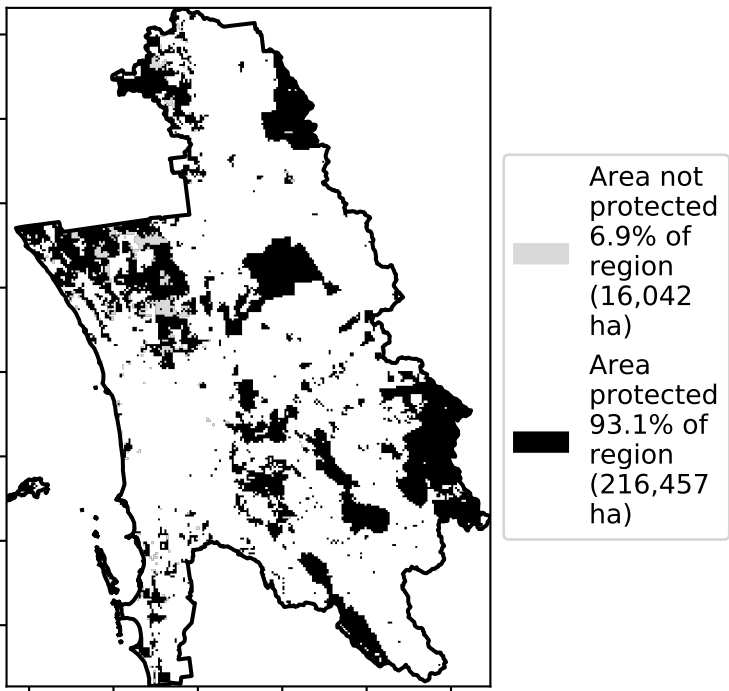 Area not
protected
6.9% of
region
(16,042
ha)
Area
protected
93.1% of
region
(216,457
ha)